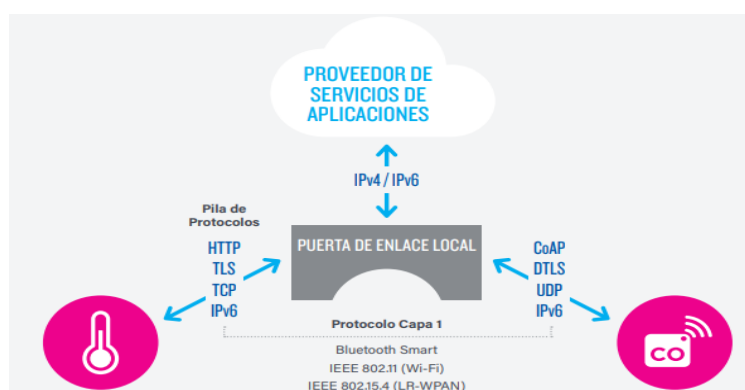 PROVEEDOR DE
SERVICIOS DE
APLICACIONES
IPv4 / IPv6
Pila de
Protocolos
HTTP
TLS
TCP
IPv6
PUERTA DE ENLACE LOCAL
CoAP
DTLS
UDP
IPv6
Protocolo Capa 1
Bluetooth Smart
IEEE 802.11 (Wi-Fi)
IEEE 802.15.4 (LR-WPAN)
CO